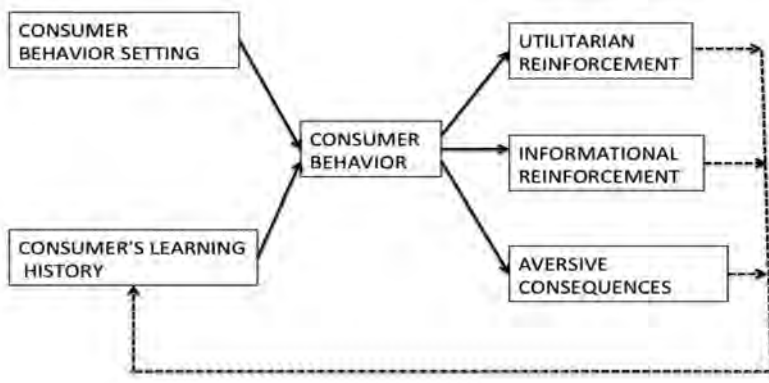 CONSUMER
BEHAVIOR SETTING
UTILITARIAN
REINFORCEMENT
CONSUMER
BEHAVIOR
INFORMATIONAL
REINFORCEMENT
CONSUMER'S LEARNING
HISTORY
AVERSIVE
CONSEQUENCES